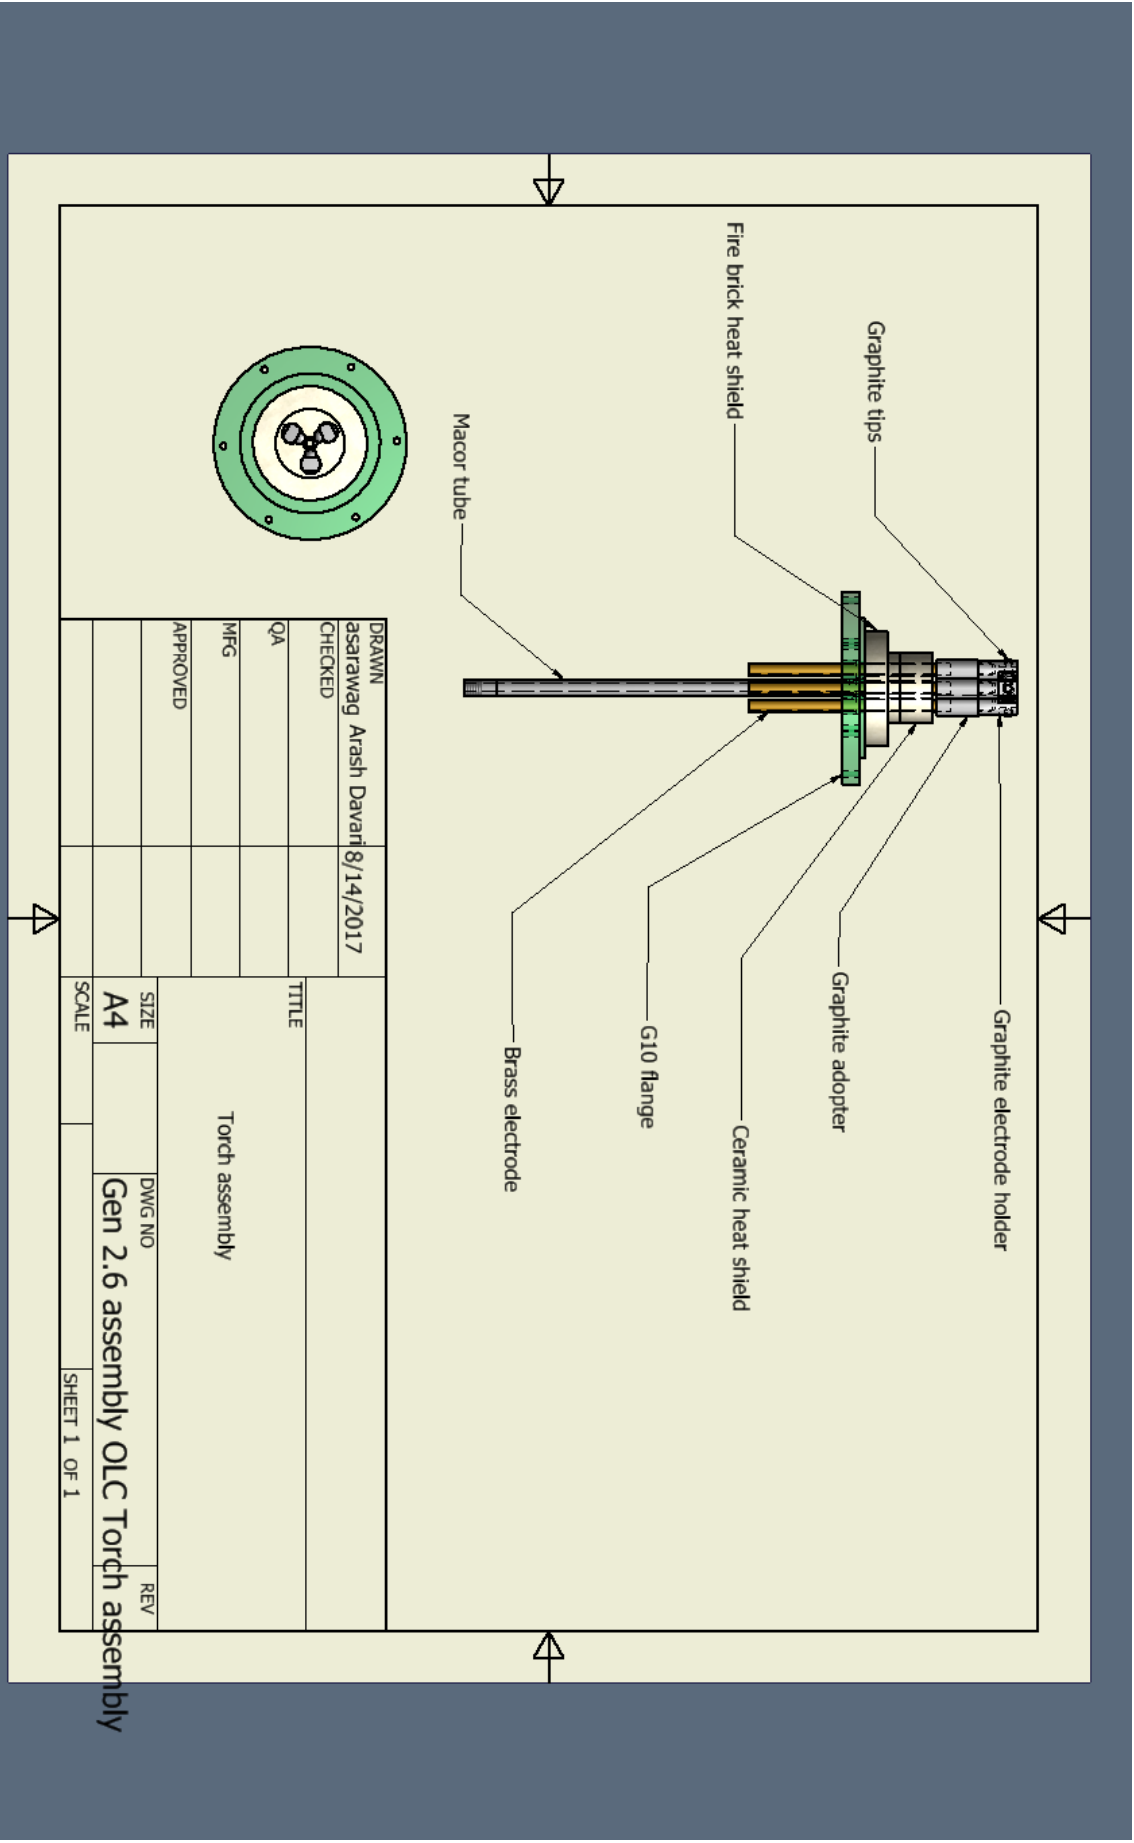 Graphite tips
Graphite electrode holder
Graphite adopter
Fire brick heat shield
Ceramic heat shield
G10 flange
Brass electrode
Macor tube
DRAWN
asarawag Arash Davari 8/14/2017
CHECKED
QA
MFG
APPROVED
TITLE
Torch assembly
SIZE
A4
DWG NO
Gen 2.6 assembly OLC Torch assembly
REV
SCALE
SHEET 1 OF 1